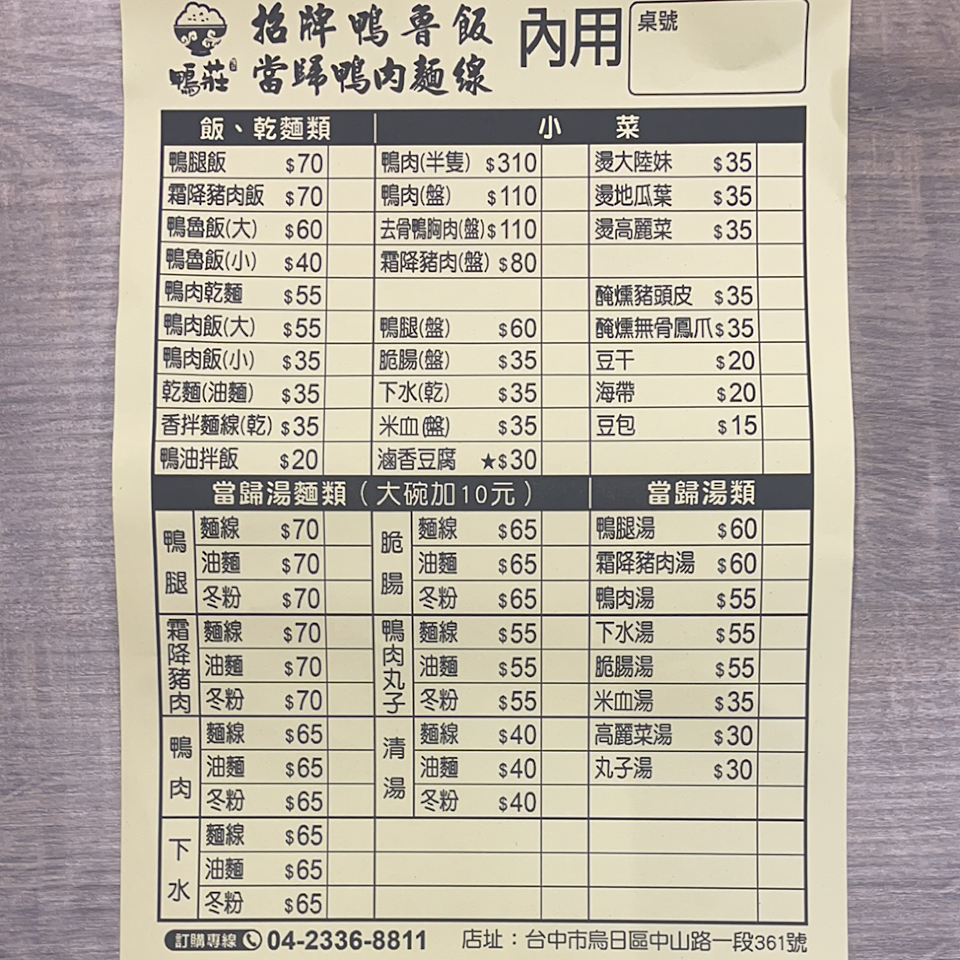 招牌鴨魯飯
當歸鴨肉麵線
鴨莊
內用
桌號
飯、乾麵類
小菜
鴨腿飯 $70 鴨肉(半隻) $310 燙大陸妹 $35
霜降豬肉飯 $70 鴨肉(盤) $110 燙地瓜葉 $35
鴨魯飯(大) $60 去骨鴨胸肉(盤) $110 燙高麗菜 $35
鴨魯飯(小) $40 霜降豬肉(盤) $80
鴨肉乾麵 $55 醃燻豬頭皮 $35
鴨肉飯(大) $55 鴨腿(盤) $60 醃燻無骨鳳爪 $35
鴨肉飯(小) $35 脆腸(盤) $35 豆干 $20
乾麵(油麵) $35 下水(乾) $35 海帶 $20
香拌麵線(乾) $35 米血(盤) $35 豆包 $15
鴨油拌飯 $20 滷香豆腐 ★$30
當歸湯麵類(大碗加10元) 當歸湯類
鴨腿 麵線 $70 脆腸 麵線 $65 鴨腿湯 $60
油麵 $70 油麵 $65 霜降豬肉湯 $60
冬粉 $70 冬粉 $65 鴨肉湯 $55
霜降豬肉 麵線 $70 鴨肉丸子 麵線 $55 下水湯 $55
油麵 $70 油麵 $55 脆腸湯 $55
冬粉 $70 冬粉 $55 米血湯 $35
鴨肉 麵線 $65 清湯 麵線 $40 高麗菜湯 $30
油麵 $65 油麵 $40 丸子湯 $30
冬粉 $65 冬粉 $40
下水 麵線 $65
油麵 $65
冬粉 $65
訂購專線 04-2336-8811 店址：台中市烏日區中山路一段361號